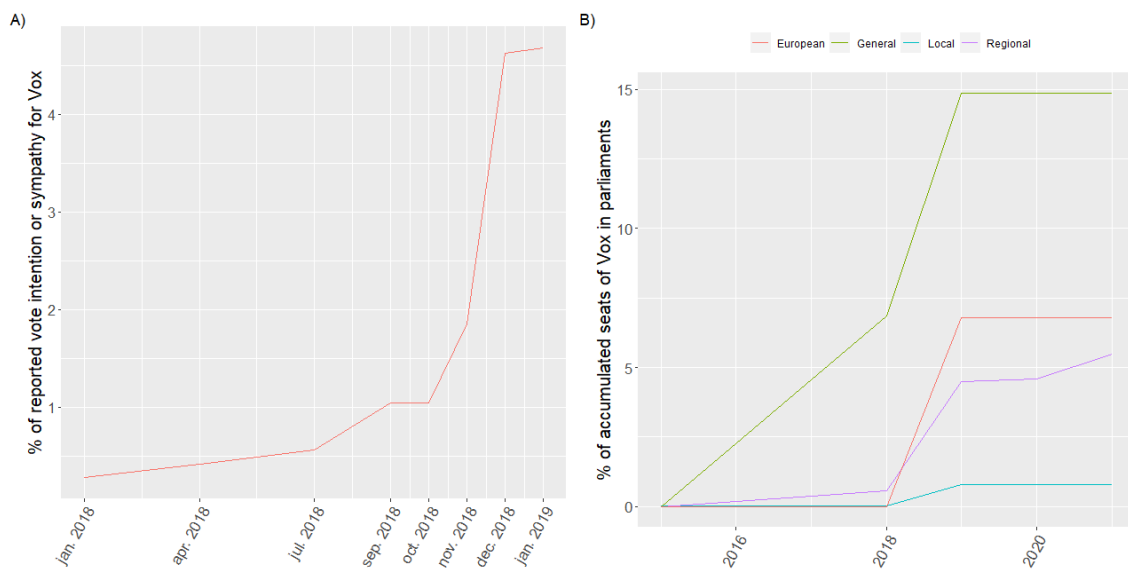 A)
% of reported vote intention or sympathy for Vox
4
3
2
1
jan. 2018
apr. 2018
jul. 2018
sep. 2018
oct. 2018
nov. 2018
dec. 2018
jan. 2019
B)
European General Local Regional
% of accumulated seats of Vox in parliaments
15
10
5
0
2016
2018
2020